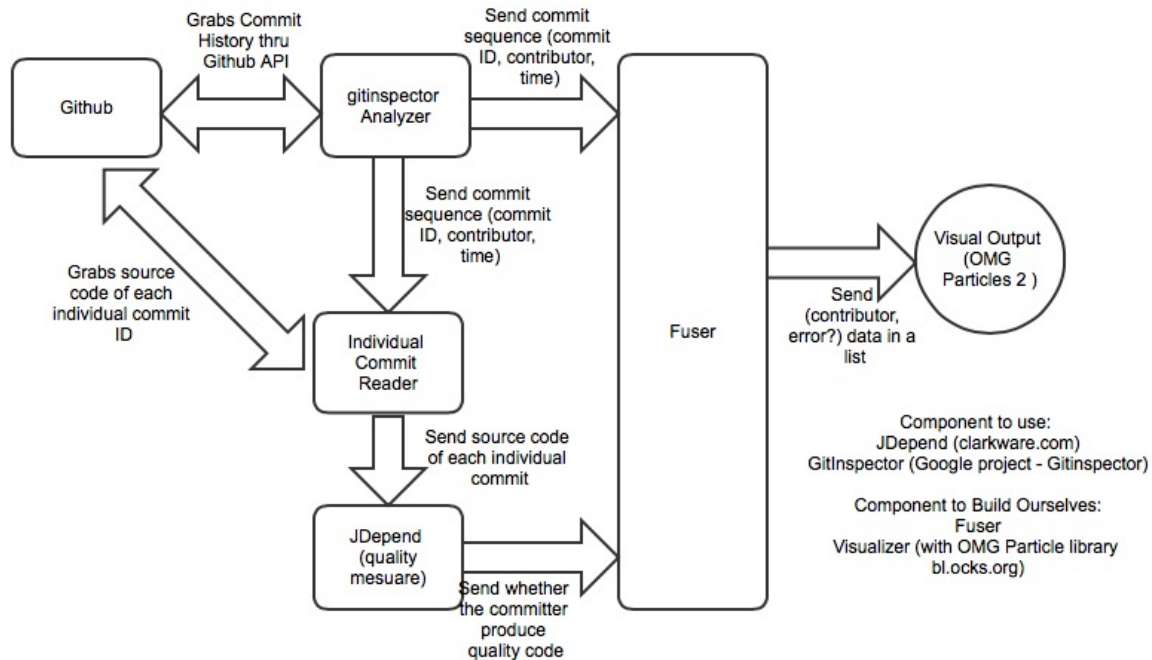 Grabs Commit
History thru
Github API
Send commit
sequence (commit
ID, contributor,
time)
Github
gitinspector
Analyzer
Send commit
sequence (commit
ID, contributor,
time)
Grabs source
code of each
individual commit
ID
Individual
Commit
Reader
Fuser
Visual Output
(OMG
Particles 2 )
Send
(contributor,
error?) data in a
list
Send source code
of each individual
commit
JDepend
(quality
mesuare)
Send whether
the committer
produce
quality code
Component to use:
JDepend (clarkware.com)
GitInspector (Google project - Gitinspector)
Component to Build Ourselves:
Fuser
Visualizer (with OMG Particle library
bl.ocks.org)